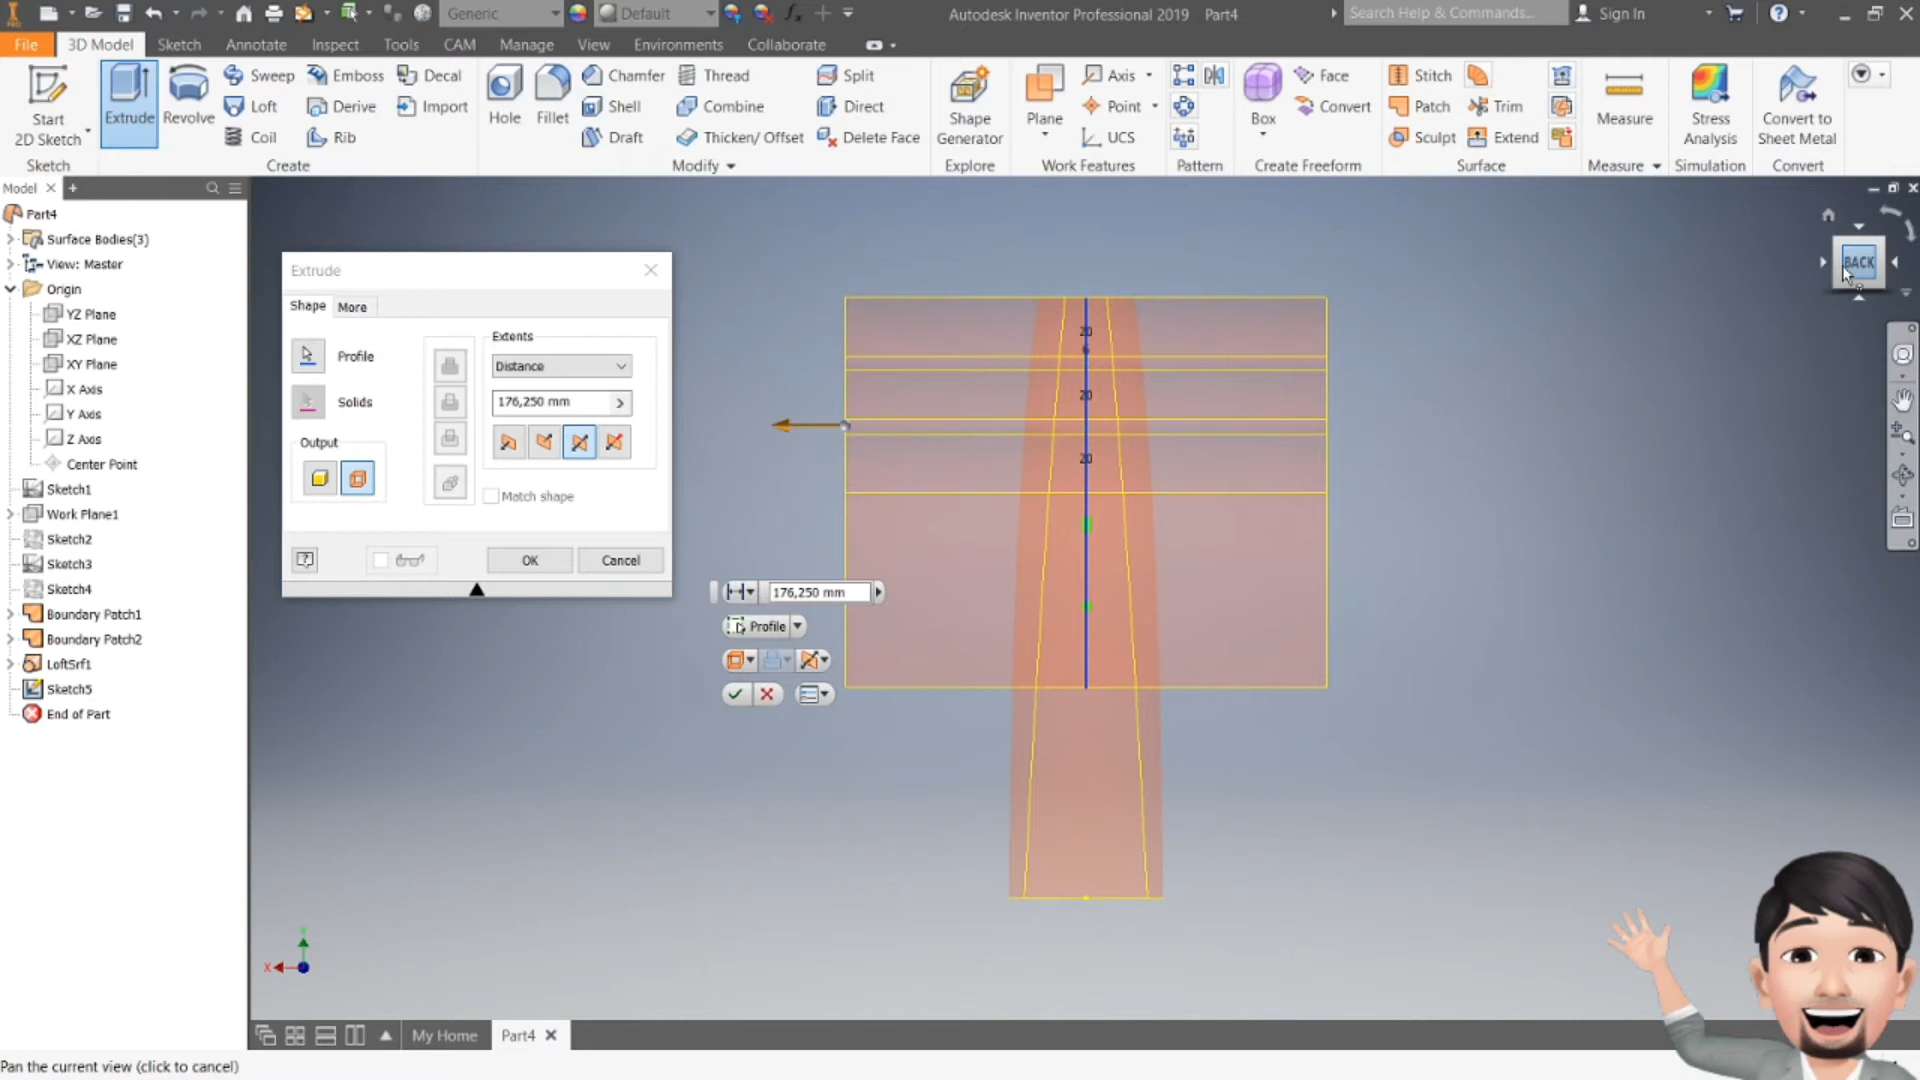 Generic
Default
Autodesk Inventor Professional 2019 Part4
Search Help & Commands...
Sign In
File 3D Model Sketch Annotate Inspect Tools CAM Manage View Environments Collaborate
Start
2D Sketch
Extrude
Revolve
Sweep
Loft
Coil
Emboss
Derive
Rib
Decal
Import
Hole
Fillet
Chamfer
Shell
Draft
Thread
Combine
Thicken/ Offset
Split
Direct
Delete Face
Shape
Generator
Plane
Axis
Point
UCS
Box
Face
Convert
Stitch
Patch
Sculpt
Trim
Extend
Measure
Stress
Analysis
Convert to
Sheet Metal
Sketch Create Modify Explore Work Features Pattern Create Freeform Surface Measure Simulation Convert
Model
Part4
Surface Bodies(3)
View: Master
Origin
YZ Plane
XZ Plane
XY Plane
X Axis
Y Axis
Z Axis
Center Point
Sketch1
Work Plane1
Sketch2
Sketch3
Sketch4
Boundary Patch1
Boundary Patch2
LoftSrf1
Sketch5
End of Part
Extrude
Shape More
Profile
Solids
Output
Extents
Distance
176,250 mm
Match shape
OK
Cancel
176,250 mm
Profile
20
6
20
20
BACK
X
Y
My Home
Part4
Pan the current view (click to cancel)